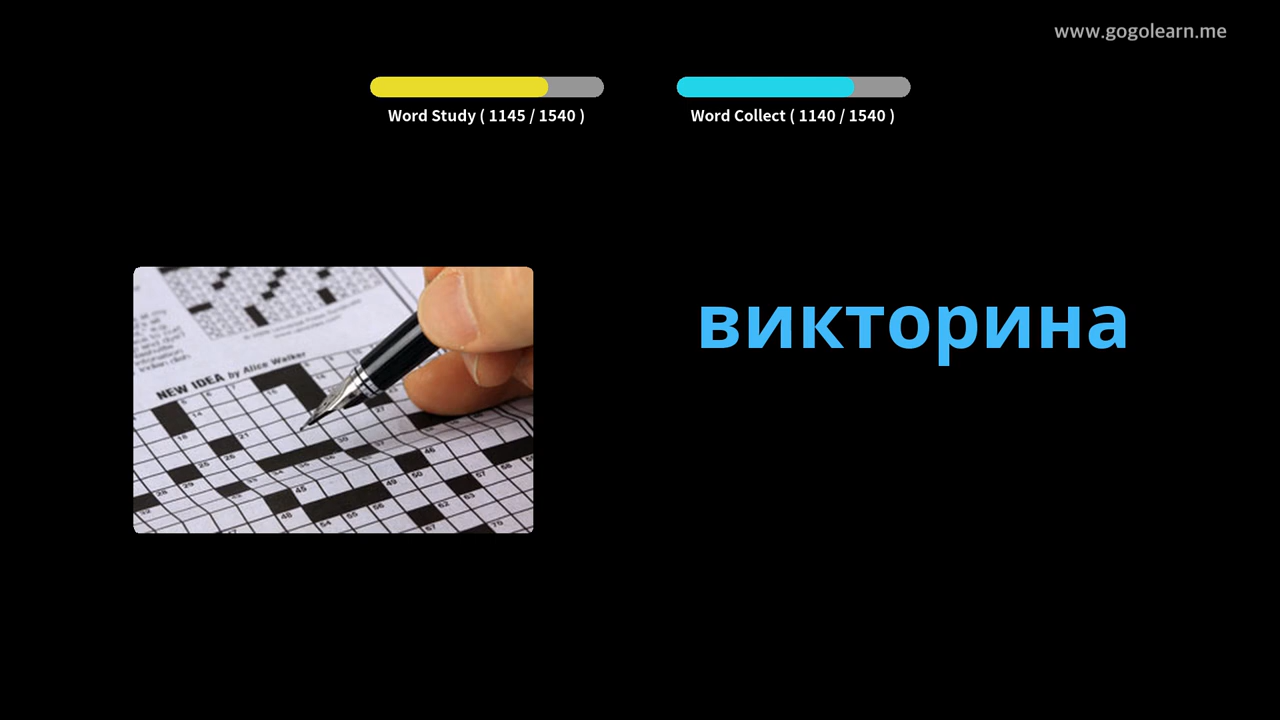 www.gogolearn.me
Word Study ( 1145 / 1540 )
Word Collect ( 1140 / 1540 )
викторина
NEW IDEA by Alice Walker